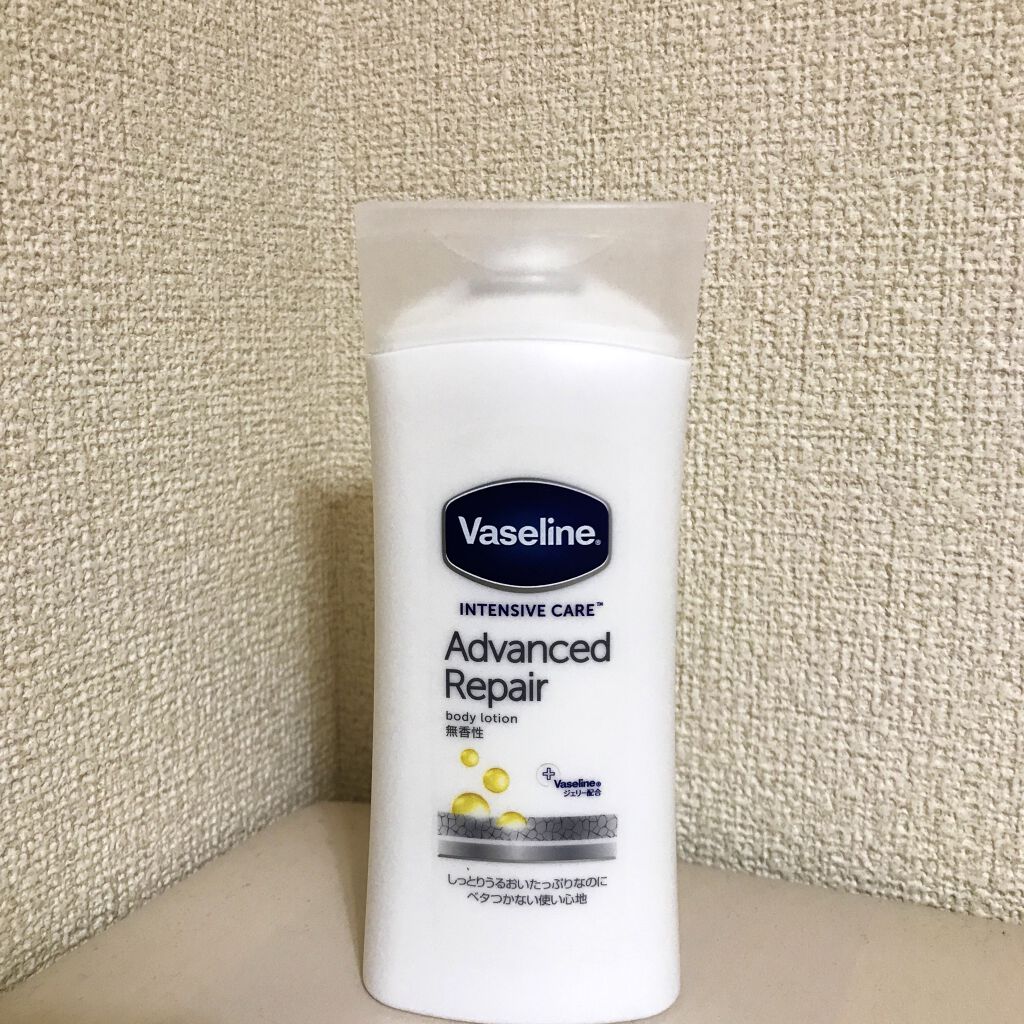 Vaseline®
INTENSIVE CARE™
Advanced
Repair
body lotion
無香性
Vaseline®
ジェリー配合
しっとりうるおいたっぷりなのに
ベタつかない使い心地